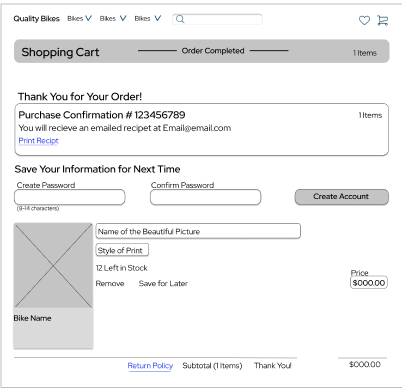 Quality Bikes Bikes Bikes Bikes
Shopping Cart Order Completed 1 Items
Thank You for Your Order!
Purchase Confirmation # 123456789 1 Items
You will recieve an emailed recipet at Email@email.com
Print Recipt
Save Your Information for Next Time
Create Password Confirm Password
Create Account
(8-14 characters)
Name of the Beautiful Picture
Style of Print
12 Left in Stock
Price
Remove Save for Later $000.00
Bike Name
Return Policy Subtotal (1 Items) Thank You! $000.00